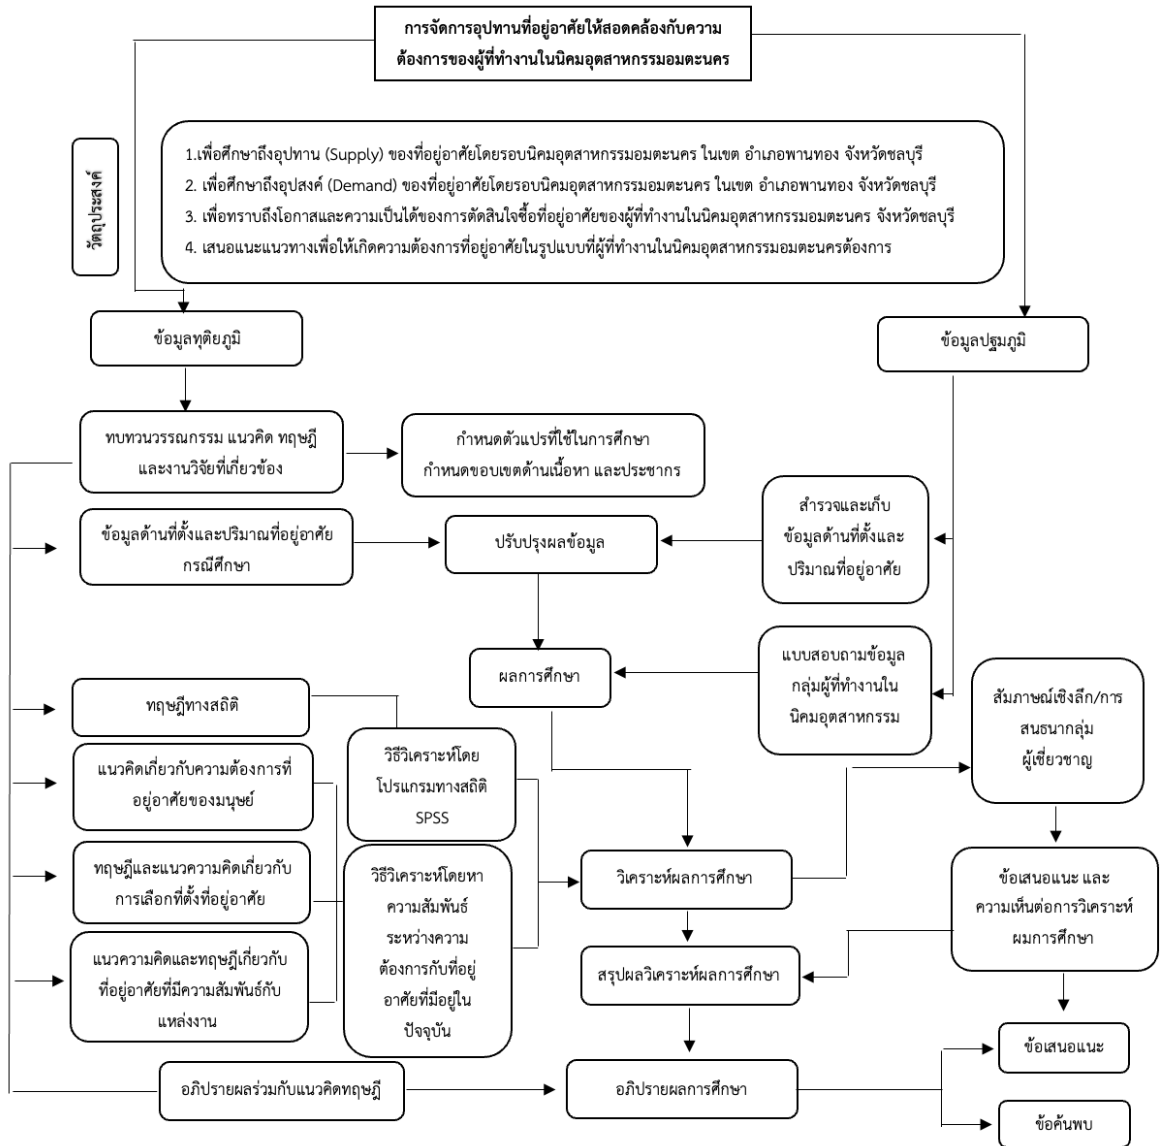 การจัดการอุปทานที่อยู่อาศัยให้สอดคล้องกับความ
ต้องการของผู้ที่ทำงานในนิคมอุตสาหกรรมอมตะนคร
วัตถุประสงค์
1.เพื่อศึกษาถึงอุปทาน (Supply) ของที่อยู่อาศัยโดยรอบนิคมอุตสาหกรรมอมตะนคร ในเขต อำเภอพานทอง จังหวัดชลบุรี
2. เพื่อศึกษาถึงอุปสงค์ (Demand) ของที่อยู่อาศัยโดยรอบนิคมอุตสาหกรรมอมตะนคร ในเขต อำเภอพานทอง จังหวัดชลบุรี
3. เพื่อทราบถึงโอกาสและความเป็นได้ของการตัดสินใจซื้อที่อยู่อาศัยของผู้ที่ทำงานในนิคมอุตสาหกรรมอมตะนคร จังหวัดชลบุรี
4. เสนอแนะแนวทางเพื่อให้เกิดความต้องการที่อยู่อาศัยในรูปแบบที่ผู้ที่ทำงานในนิคมอุตสาหกรรมอมตะนครต้องการ
ข้อมูลทุติยภูมิ
ข้อมูลปฐมภูมิ
ทบทวนวรรณกรรม แนวคิด ทฤษฎี
และงานวิจัยที่เกี่ยวข้อง
กำหนดตัวแปรที่ใช้ในการศึกษา
กำหนดขอบเขตด้านเนื้อหา และประชากร
ข้อมูลด้านที่ตั้งและปริมาณที่อยู่อาศัย
กรณีศึกษา
ปรับปรุงผลข้อมูล
สำรวจและเก็บ
ข้อมูลด้านที่ตั้งและ
ปริมาณที่อยู่อาศัย
ผลการศึกษา
แบบสอบถามข้อมูล
กลุ่มผู้ที่ทำงานใน
นิคมอุตสาหกรรม
สัมภาษณ์เชิงลึก/การ
สนธนากลุ่ม
ผู้เชี่ยวชาญ
ทฤษฎีทางสถิติ
แนวคิดเกี่ยวกับความต้องการที่
อยู่อาศัยของมนุษย์
วิธีวิเคราะห์โดย
โปรแกรมทางสถิติ
SPSS
ทฤษฎีและแนวความคิดเกี่ยวกับ
การเลือกที่ตั้งที่อยู่อาศัย
วิธีวิเคราะห์โดยหา
ความสัมพันธ์
ระหว่างความ
ต้องการกับที่อยู่
อาศัยที่มีอยู่ใน
ปัจจุบัน
วิเคราะห์ผลการศึกษา
ข้อเสนอแนะ และ
ความเห็นต่อการวิเคราะห์
ผมการศึกษา
แนวความคิดและทฤษฎีเกี่ยวกับ
ที่อยู่อาศัยที่มีความสัมพันธ์กับ
แหล่งงาน
สรุปผลวิเคราะห์ผลการศึกษา
ข้อเสนอแนะ
อภิปรายผลร่วมกับแนวคิดทฤษฎี
อภิปรายผลการศึกษา
ข้อค้นพบ